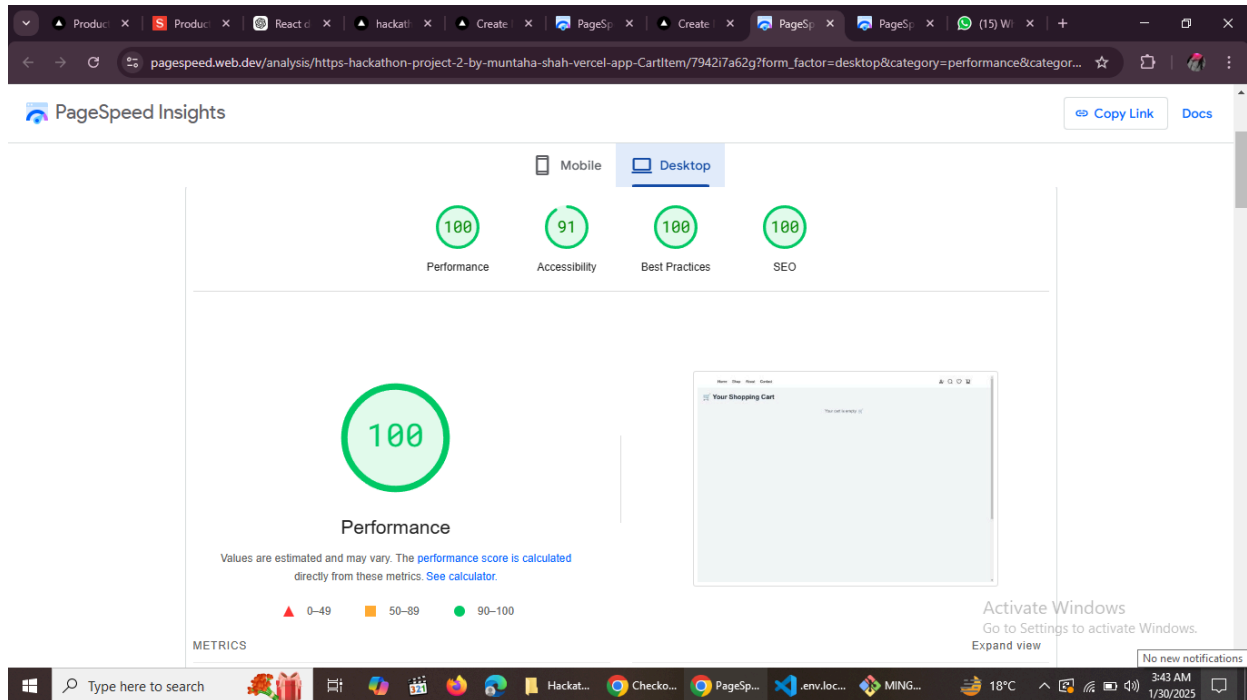 Product
S Product
React d
hackath
Create
PageSp
Create
PageSp
PageSp
(15) W
pagespeed.web.dev/analysis/https-hackathon-project-2-by-muntaha-shah-vercel-app-CartItem/7942i7a62g?form_factor=desktop&category=performance&categor...
PageSpeed Insights
Copy Link
Docs
Mobile
Desktop
100
91
100
100
Performance
Accessibility
Best Practices
SEO
100
Home Shop About Contact
Your Shopping Cart
Your cart is empty
Performance
Values are estimated and may vary. The performance score is calculated
directly from these metrics. See calculator.
0–49
50–89
90–100
Activate Windows
Go to Settings to activate Windows.
METRICS
Expand view
No new notifications
Type here to search
321
Hackat...
Checko...
PageSp...
.env.loc...
MING...
18°C
3:43 AM
1/30/2025